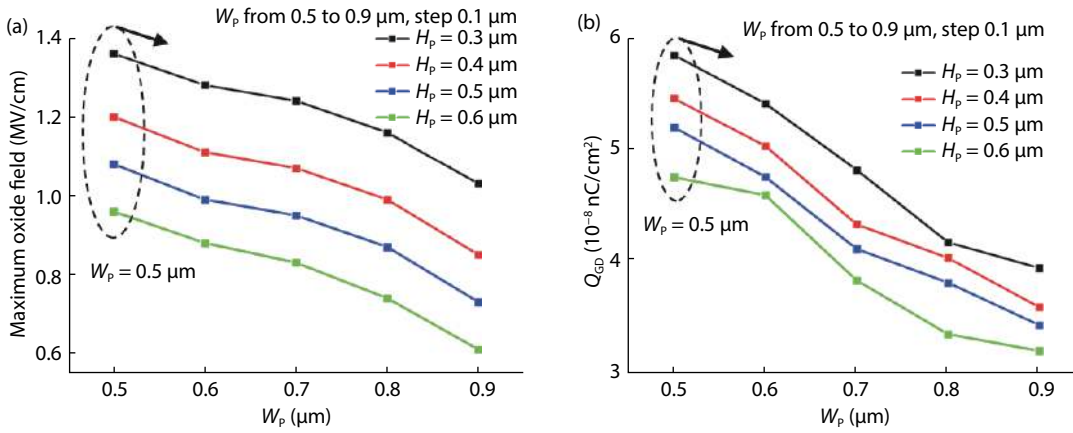 (a)
W_P from 0.5 to 0.9 μm, step 0.1 μm
H_P = 0.3 μm
H_P = 0.4 μm
H_P = 0.5 μm
H_P = 0.6 μm
Maximum oxide field (MV/cm)
1.4
1.2
1.0
0.8
0.6
W_P = 0.5 μm
0.5 0.6 0.7 0.8 0.9
W_P (μm)
(b)
W_P from 0.5 to 0.9 μm, step 0.1 μm
H_P = 0.3 μm
H_P = 0.4 μm
H_P = 0.5 μm
H_P = 0.6 μm
Q_GD (10⁻⁸ nC/cm²)
6
5
4
3
W_P = 0.5 μm
0.5 0.6 0.7 0.8 0.9
W_P (μm)